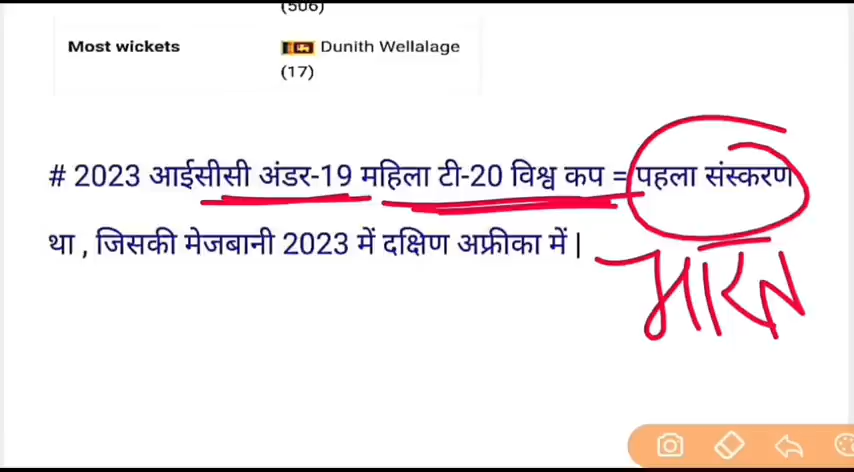 (506)
Most wickets Dunith Wellalage
(17)
# 2023 आईसीसी अंडर-19 महिला टी-20 विश्व कप = पहला संस्करण
था , जिसकी मेजबानी 2023 में दक्षिण अफ्रीका में |
भारत